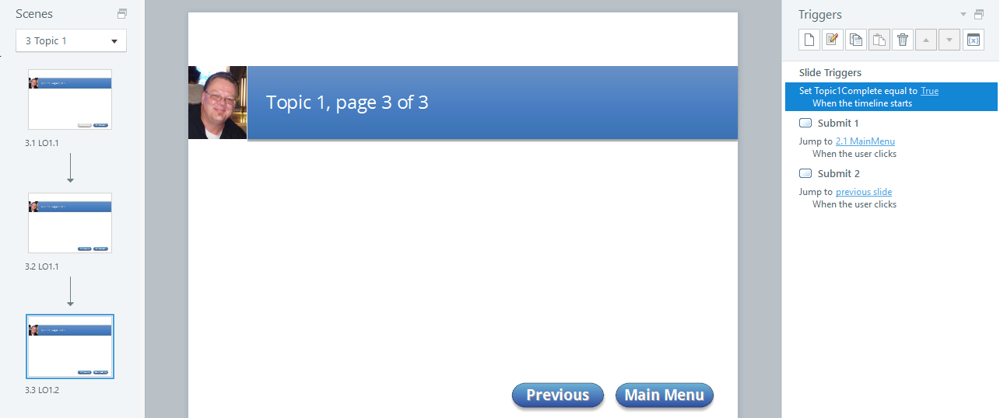 Scenes
3 Topic 1
3.1 LO1.1
3.2 LO1.1
3.3 LO1.2
Topic 1, page 3 of 3
Previous
Main Menu
Triggers
(x)
Slide Triggers
Set Topic1Complete equal to True
When the timeline starts
Submit 1
Jump to 2.1 MainMenu
When the user clicks
Submit 2
Jump to previous slide
When the user clicks